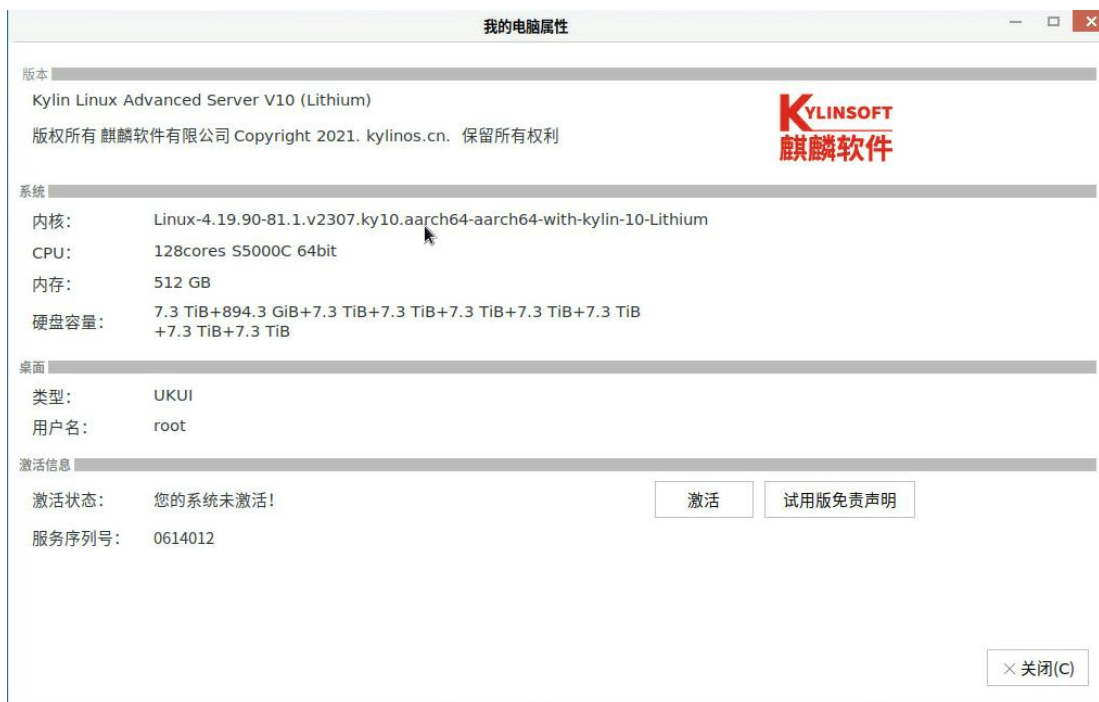 我的电脑属性
版本
Kylin Linux Advanced Server V10 (Lithium)
版权所有 麒麟软件有限公司 Copyright 2021. kylinos.cn. 保留所有权利
KYLINSOFT
麒麟软件
系统
内核: Linux-4.19.90-81.1.v2307.ky10.aarch64-aarch64-with-kylin-10-Lithium
CPU: 128cores S5000C 64bit
内存: 512 GB
硬盘容量: 7.3 TiB+894.3 GiB+7.3 TiB+7.3 TiB+7.3 TiB+7.3 TiB+7.3 TiB
+7.3 TiB+7.3 TiB
桌面
类型: UKUI
用户名: root
激活信息
激活状态: 您的系统未激活! 激活 试用版免责声明
服务序列号: 0614012
关闭(C)